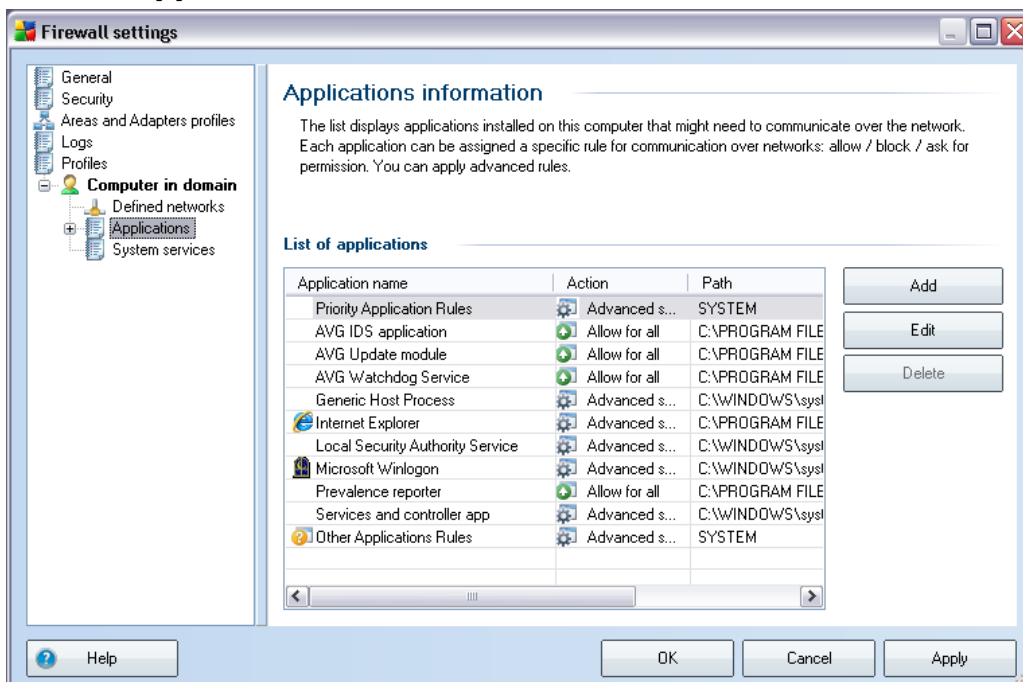 Firewall settings
General
Security
Areas and Adapters profiles
Logs
Profiles
Computer in domain
Defined networks
Applications
System services
Applications information
The list displays applications installed on this computer that might need to communicate over the network.
Each application can be assigned a specific rule for communication over networks: allow / block / ask for
permission. You can apply advanced rules.
List of applications
Application name Action Path
Priority Application Rules Advanced s... SYSTEM
AVG IDS application Allow for all C:\PROGRAM FILE
AVG Update module Allow for all C:\PROGRAM FILE
AVG Watchdog Service Allow for all C:\PROGRAM FILE
Generic Host Process Advanced s... C:\WINDOWS\syst
Internet Explorer Advanced s... C:\PROGRAM FILE
Local Security Authority Service Advanced s... C:\WINDOWS\syst
Microsoft Winlogon Advanced s... C:\WINDOWS\syst
Prevalence reporter Allow for all C:\PROGRAM FILE
Services and controller app Advanced s... C:\WINDOWS\syst
Other Applications Rules Advanced s... SYSTEM
Add
Edit
Delete
Help
OK
Cancel
Apply